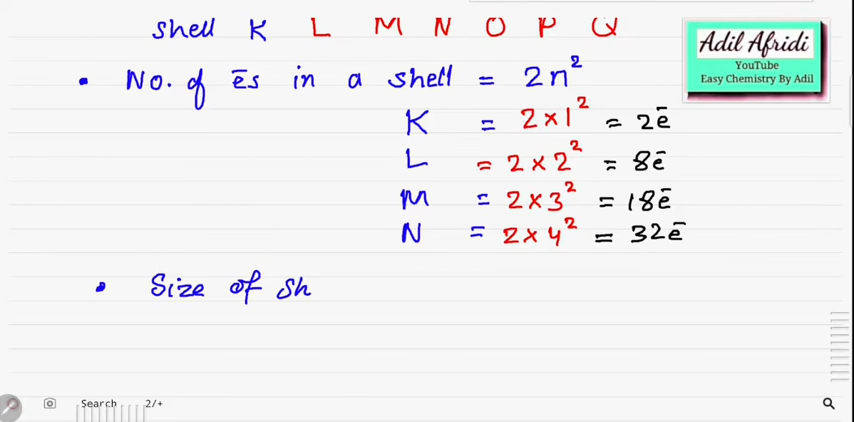 shell K L M N O P Q
Adil Afridi
YouTube
Easy Chemistry By Adil
• No. of ēs in a shell = 2n²
K = 2 × 1² = 2ē
L = 2 × 2² = 8ē
M = 2 × 3² = 18ē
N = 2 × 4² = 32ē
• Size of sh
Search 2/+